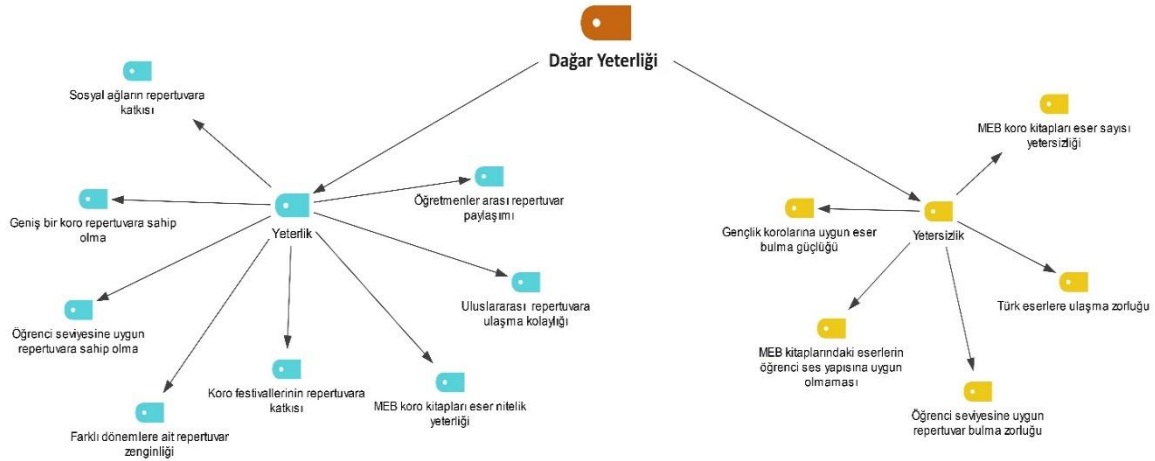 Dağar Yeterliği
Sosyal ağların repertuvara
katkısı
MEB koro kitapları eser sayısı
yetersizliği
Öğretmenler arası repertuvar
paylaşımı
Geniş bir koro repertuvara sahip
olma
Yeterlik
Gençlik korolarına uygun eser
bulma güçlüğü
Yetersizlik
Uluslararası repertuvara
ulaşma kolaylığı
Türk eserlere ulaşma zorluğu
Öğrenci seviyesine uygun
repertuvara sahip olma
MEB kitaplarındaki eserlerin
öğrenci ses yapısına uygun
olmaması
Koro festivallerinin repertuvara
katkısı
MEB koro kitapları eser nitelik
yeterliği
Öğrenci seviyesine uygun
repertuvar bulma zorluğu
Farklı dönemlere ait repertuvar
zenginliği